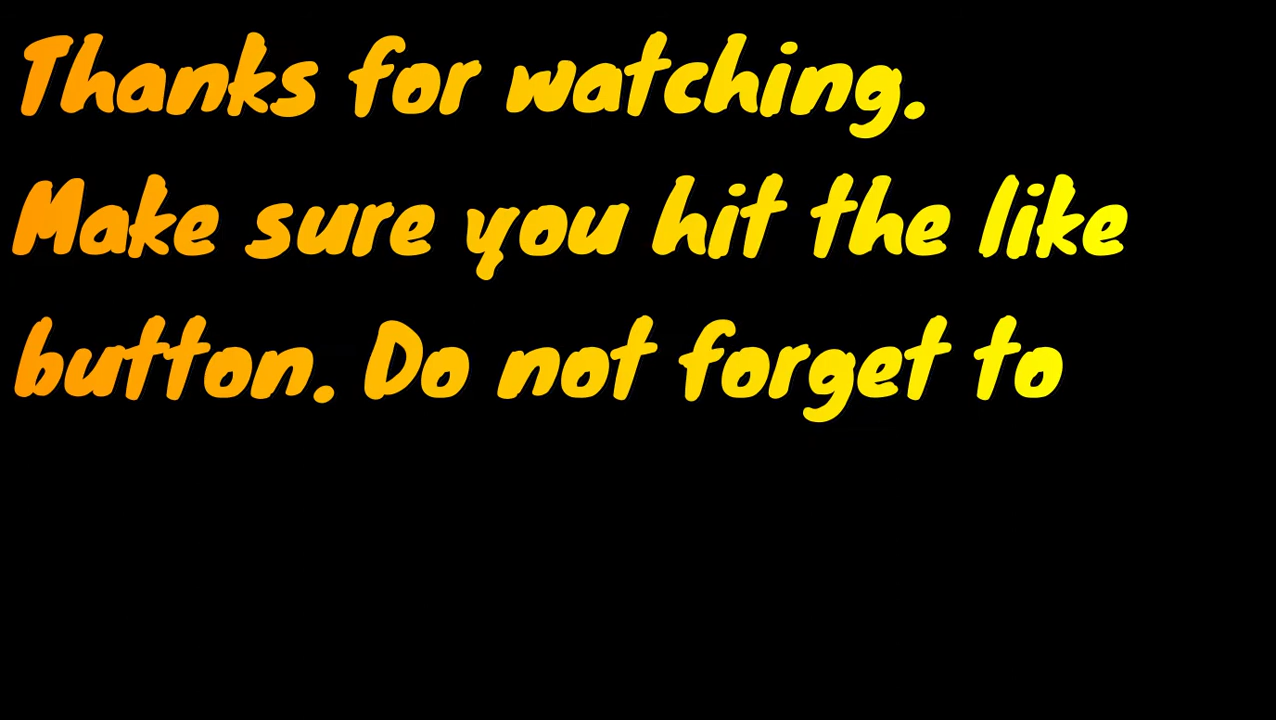 Thanks for watching.
Make sure you hit the like
button. Do not forget to